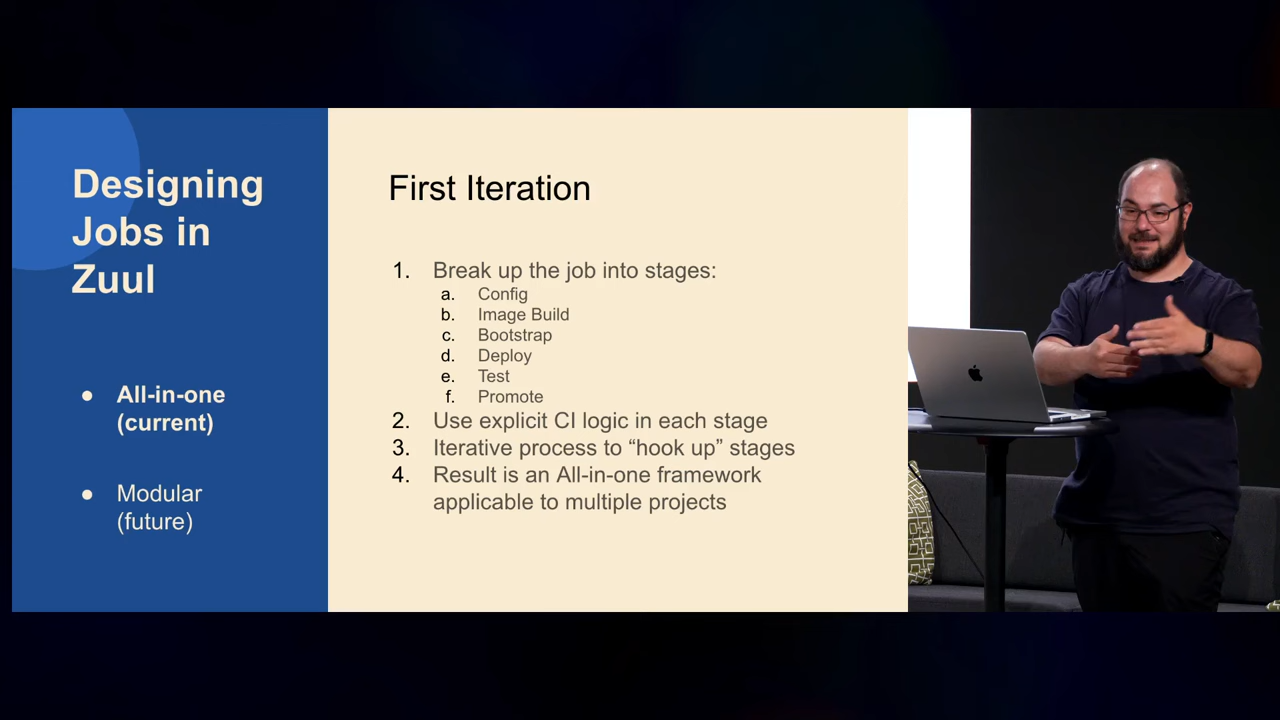 Designing
Jobs in
Zuul
● All-in-one
(current)
● Modular
(future)
First Iteration
1. Break up the job into stages:
a. Config
b. Image Build
c. Bootstrap
d. Deploy
e. Test
f. Promote
2. Use explicit CI logic in each stage
3. Iterative process to “hook up” stages
4. Result is an All-in-one framework
applicable to multiple projects